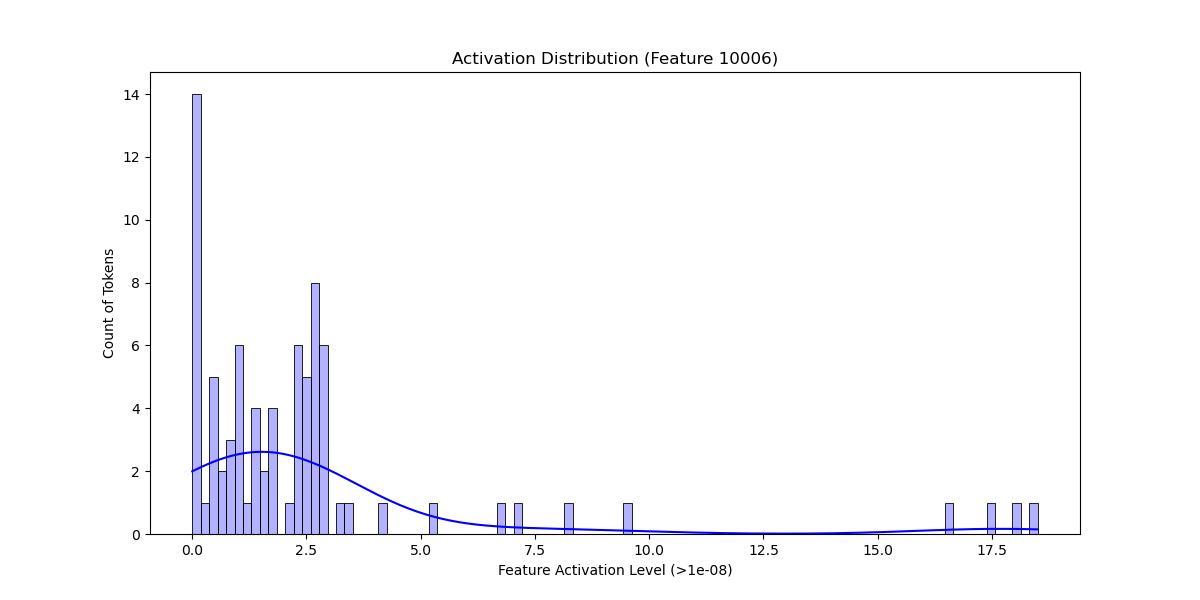 Activation Distribution (Feature 10006)
14
12
10
8
6
4
2
0
Count of Tokens
0.0 2.5 5.0 7.5 10.0 12.5 15.0 17.5
Feature Activation Level (>1e-08)